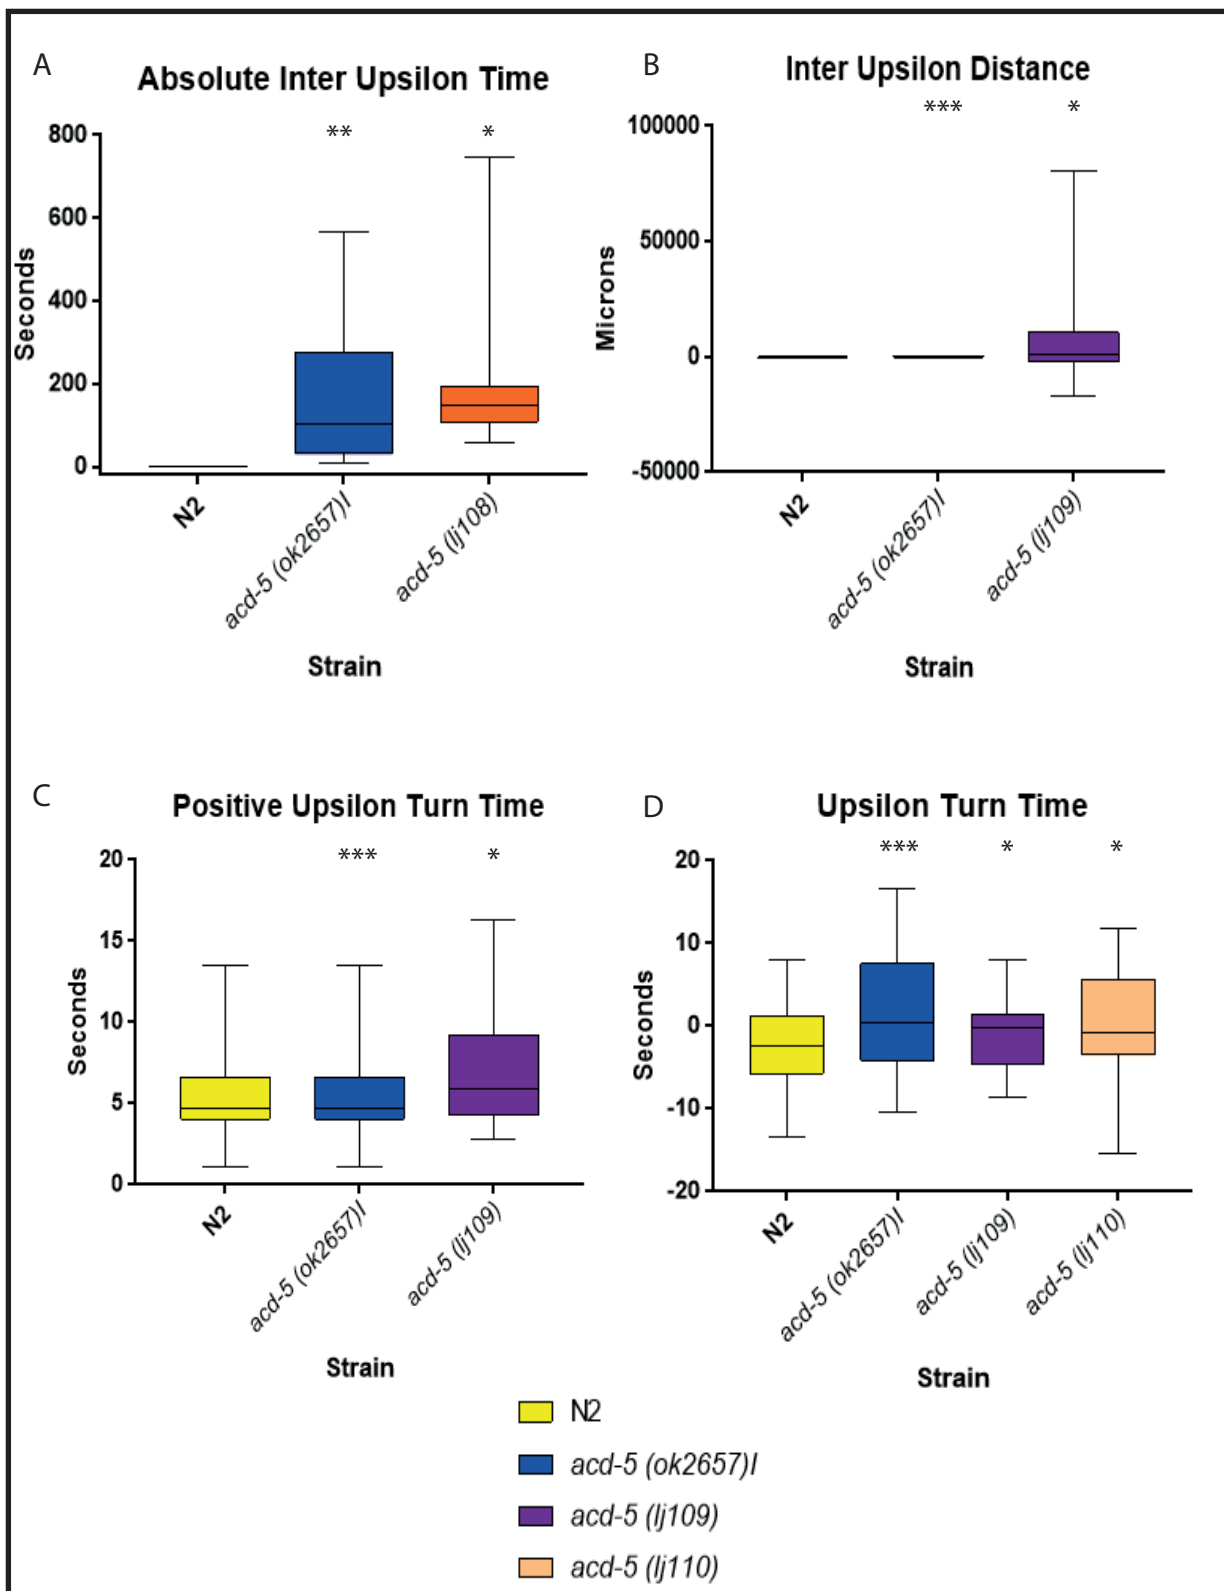 A
Absolute Inter Upsilon Time
** *
800
600
400
200
0
Seconds
N2
acd-5 (ok2657)I
acd-5 (lj108)
Strain
B
Inter Upsilon Distance
*** *
100000
50000
0
-50000
Microns
N2
acd-5 (ok2657)I
acd-5 (lj109)
Strain
C
Positive Upsilon Turn Time
*** *
20
15
10
5
0
Seconds
N2
acd-5 (ok2657)I
acd-5 (lj109)
Strain
D
Upsilon Turn Time
*** * *
20
10
0
-10
-20
Seconds
N2
acd-5 (ok2657)I
acd-5 (lj109)
acd-5 (lj110)
Strain
N2
acd-5 (ok2657)I
acd-5 (lj109)
acd-5 (lj110)